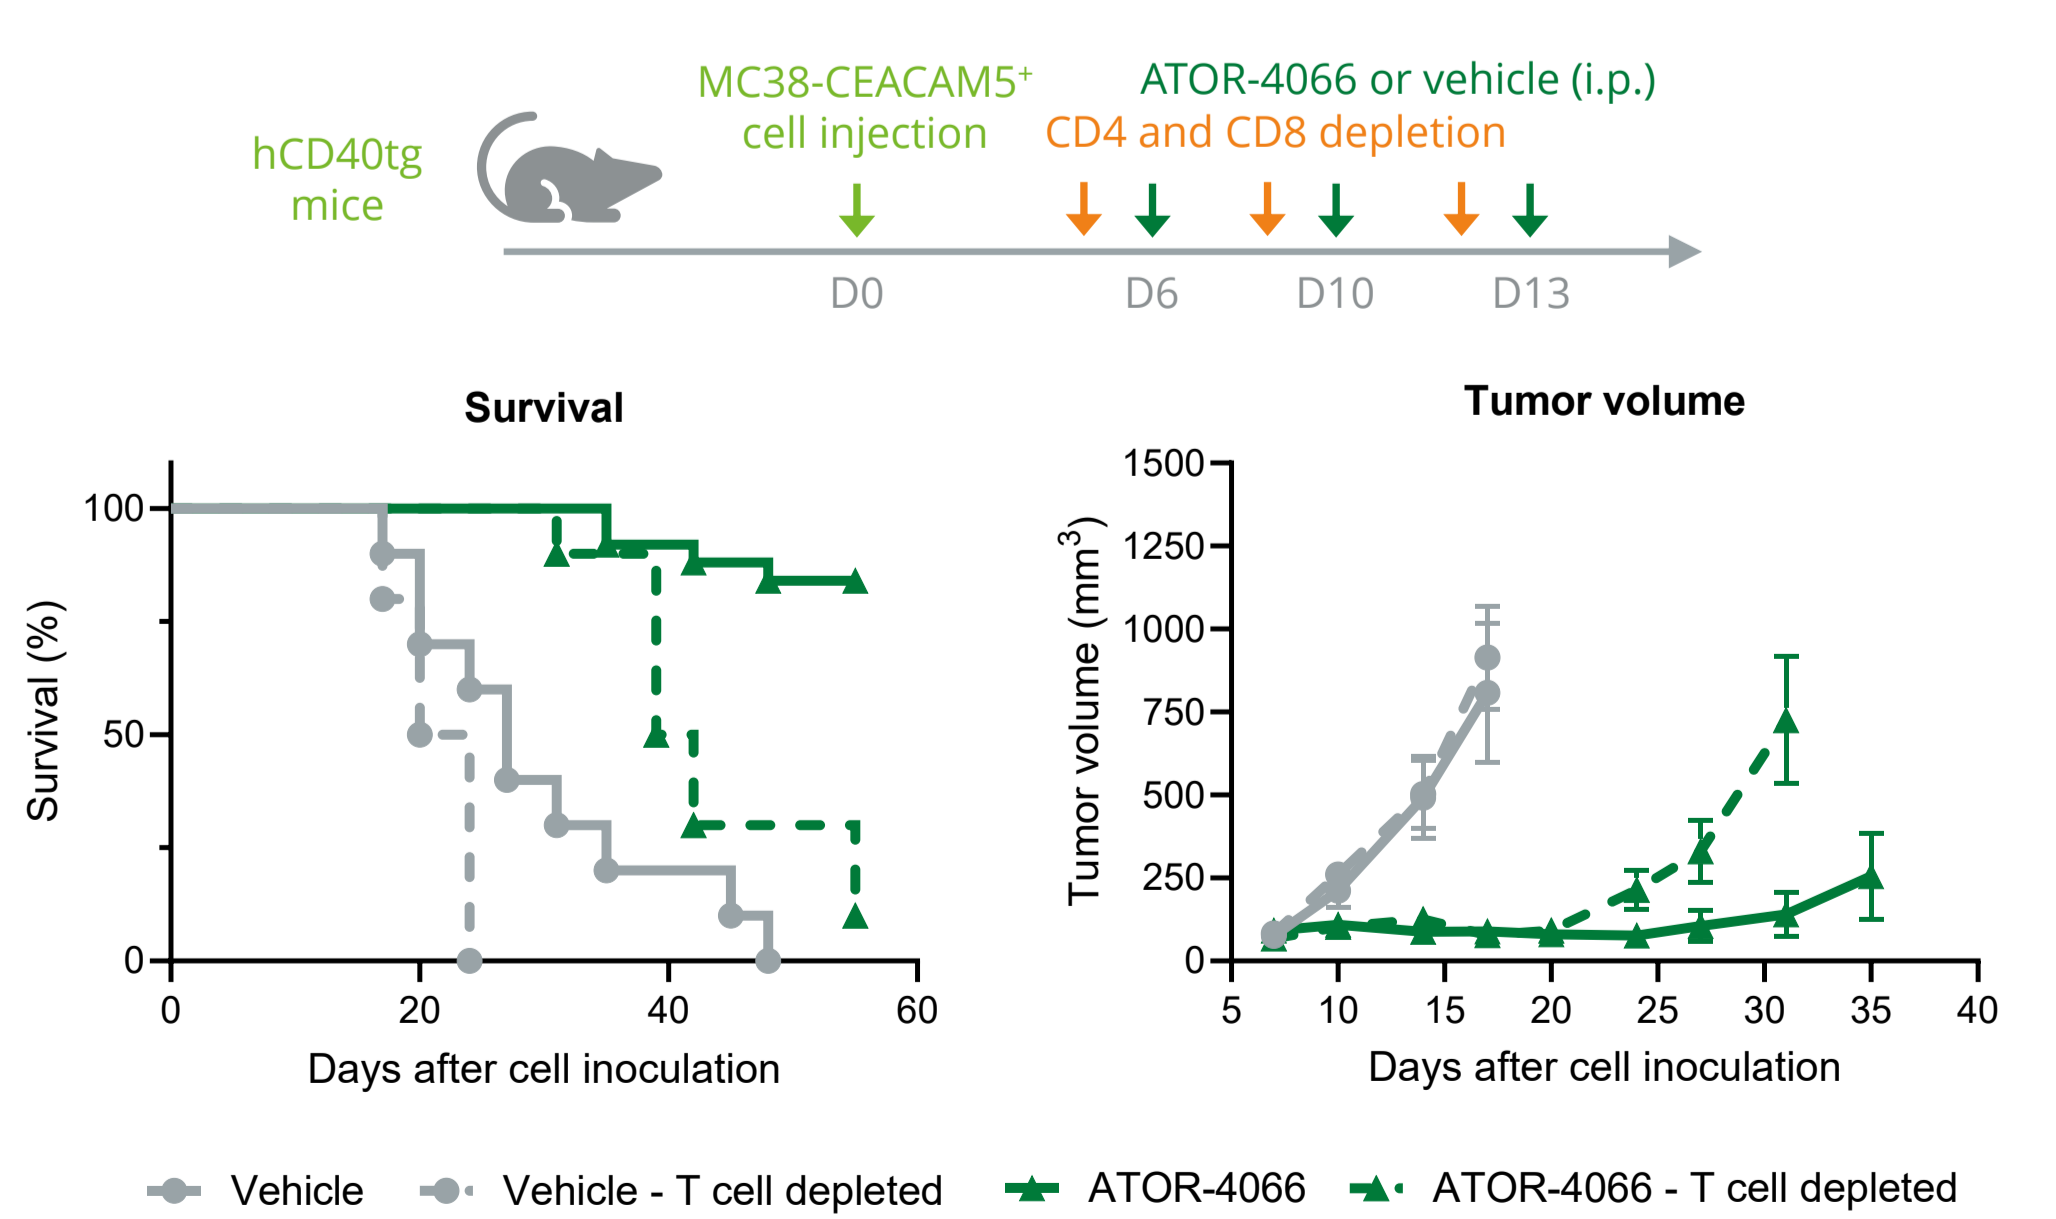 MC38-CEACAM5⁺
cell injection
ATOR-4066 or vehicle (i.p.)
CD4 and CD8 depletion
hCD40tg
mice
D0
D6
D10
D13
Survival
Survival (%)
100
50
0
0
20
40
60
Days after cell inoculation
Tumor volume
Tumor volume (mm³)
1500
1250
1000
750
500
250
0
5
10
15
20
25
30
35
40
Days after cell inoculation
Vehicle
Vehicle - T cell depleted
ATOR-4066
ATOR-4066 - T cell depleted